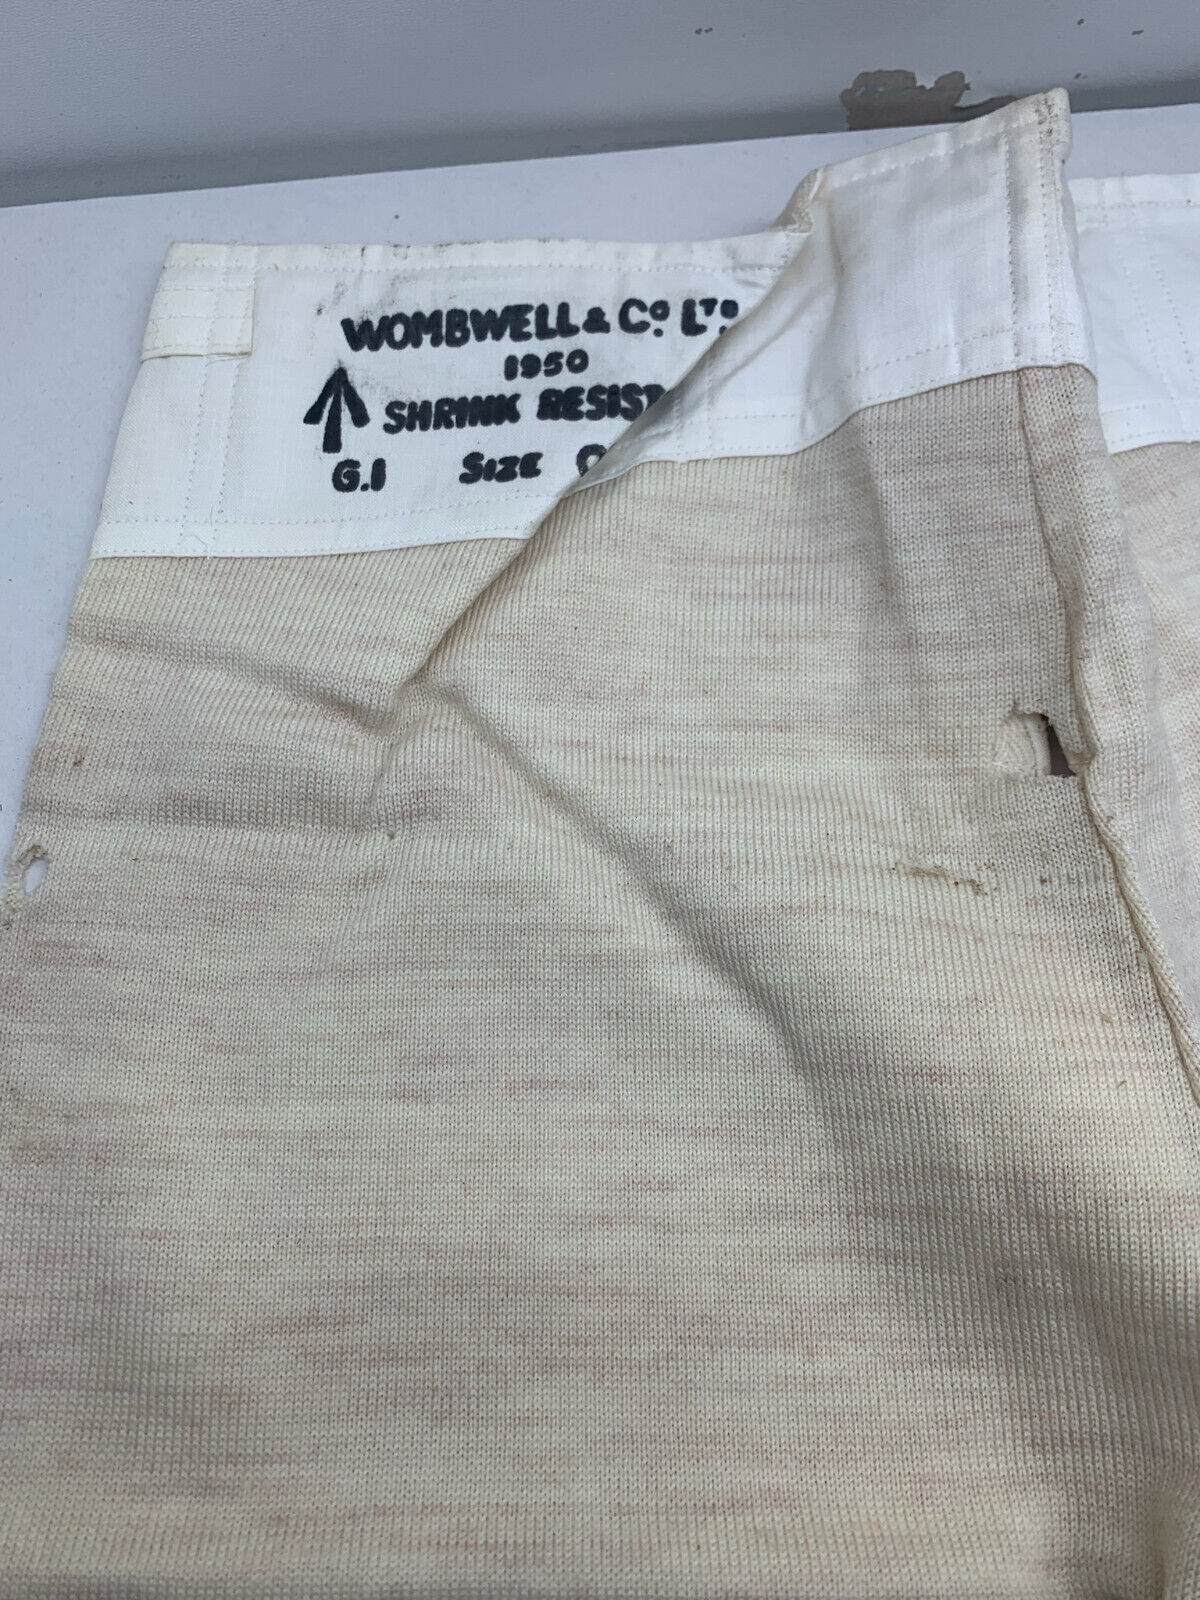 WOMBWELL & Co LTD
1950
SHRINK RESIST
G.1 SIZE